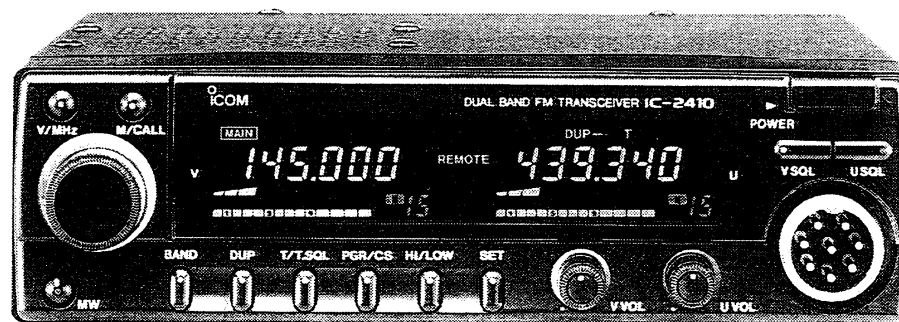 ICOM
DUAL BAND FM TRANSCEIVER IC-2410
POWER
V/MHz
M/CALL
MAIN
DUP- T
V
145.000
REMOTE
439.340
U
V SQL
U SQL
15
15
BAND
DUP
T/T.SQL
PGR/CS
HI/LOW
SET
MW
V VOL
U VOL